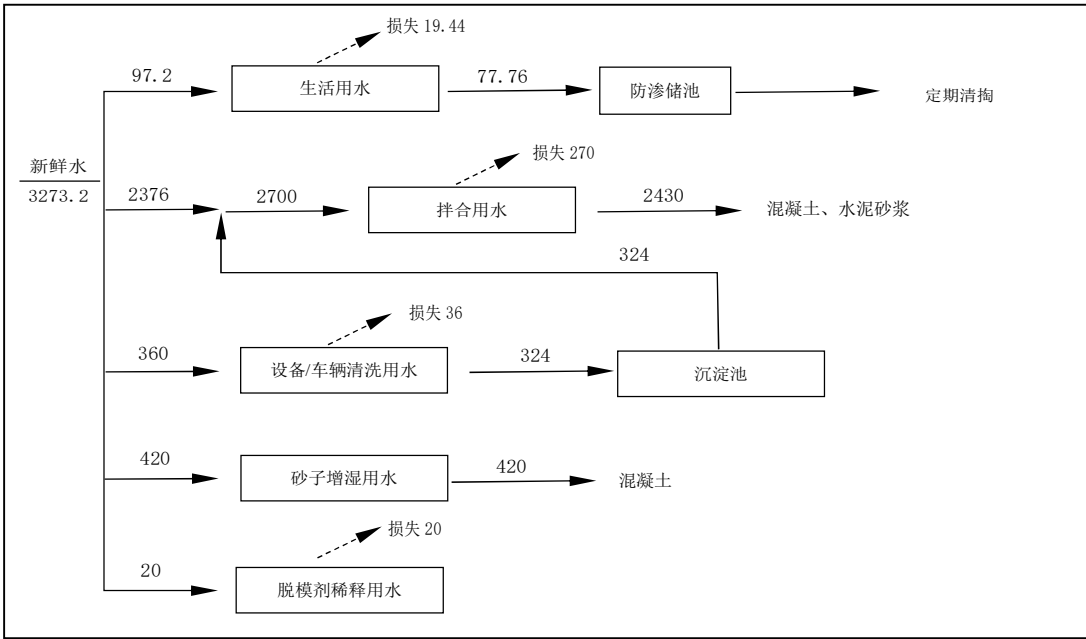 损失 19.44
97.2
生活用水
77.76
防渗储池
定期清掏
新鲜水
3273.2
损失 270
2376
2700
拌合用水
2430
混凝土、水泥砂浆
324
损失 36
360
设备/车辆清洗用水
324
沉淀池
420
砂子增湿用水
420
混凝土
损失 20
20
脱模剂稀释用水